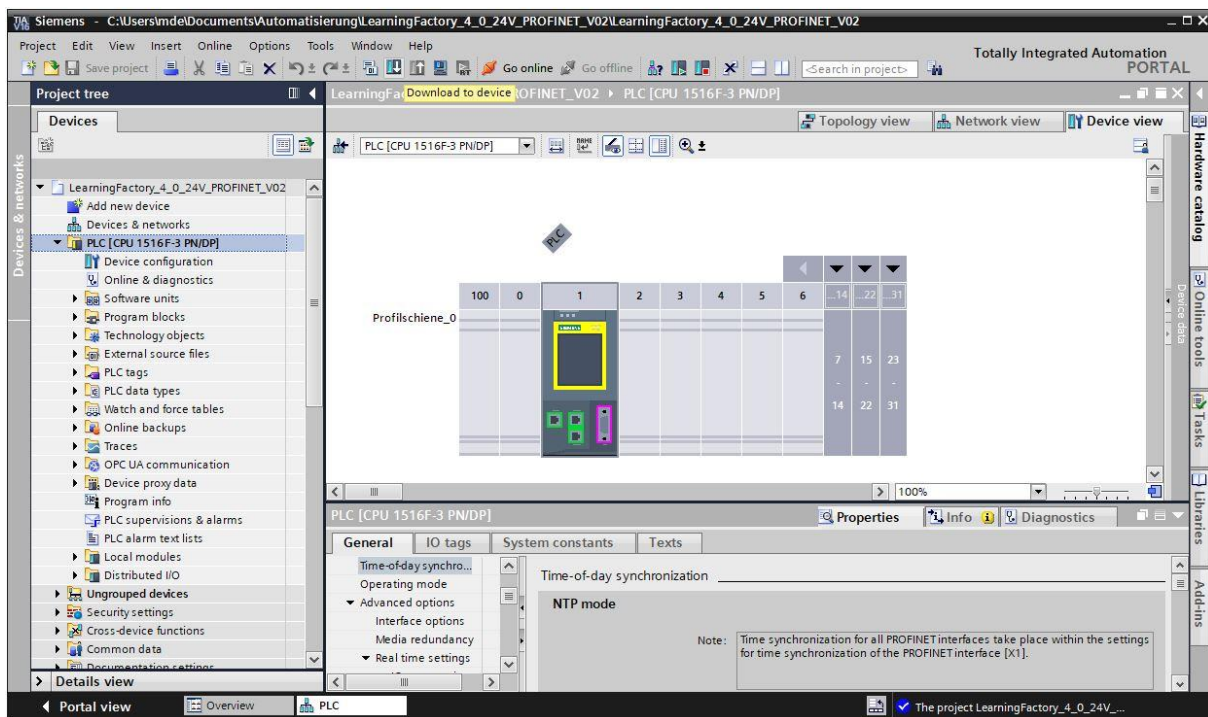 Siemens - C:\Users\mde\Documents\Automatisierung\LearningFactory_4_0_24V_PROFINET_V02\LearningFactory_4_0_24V_PROFINET_V02
Project Edit View Insert Online Options Tools Window Help
Totally Integrated Automation
PORTAL
Save project
Go online
Go offline
<Search in project>
Project tree
LearningFa
Download to device
OFINET_V02
PLC [CPU 1516F-3 PN/DP]
Devices
Topology view
Network view
Device view
PLC [CPU 1516F-3 PN/DP]
100%
Devices & networks
LearningFactory_4_0_24V_PROFINET_V02
Add new device
Devices & networks
PLC [CPU 1516F-3 PN/DP]
Device configuration
Online & diagnostics
Software units
Program blocks
Technology objects
External source files
PLC tags
PLC data types
Watch and force tables
Online backups
Traces
OPC UA communication
Device proxy data
Program info
PLC supervisions & alarms
PLC alarm text lists
Local modules
Distributed I/O
Ungrouped devices
Security settings
Cross-device functions
Common data
Documentation settings
Details view
PLC
100 0 1 2 3 4 5 6 ...14 ...22 ...31
Profilschiene_0
SIEMENS
7 15 23
- - -
14 22 31
Device data
Hardware catalog
Online tools
Tasks
Libraries
Add-ins
PLC [CPU 1516F-3 PN/DP]
Properties
Info
Diagnostics
General
IO tags
System constants
Texts
Time-of-day synchro...
Operating mode
Advanced options
Interface options
Media redundancy
Real time settings
Time-of-day synchronization
NTP mode
Note:
Time synchronization for all PROFINET interfaces take place within the settings
for time synchronization of the PROFINET interface [X1].
Portal view
Overview
PLC
The project LearningFactory_4_0_24V_...